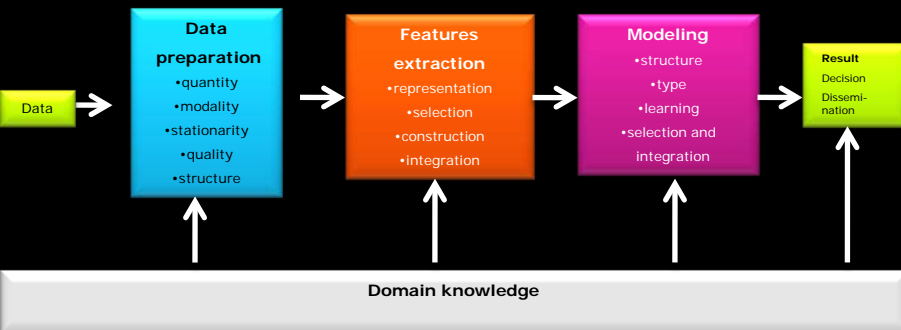 Data
Data
preparation
•quantity
•modality
•stationarity
•quality
•structure
Features
extraction
•representation
•selection
•construction
•integration
Modeling
•structure
•type
•learning
•selection and
integration
Result
Decision
Dissemi-
nation
Domain knowledge